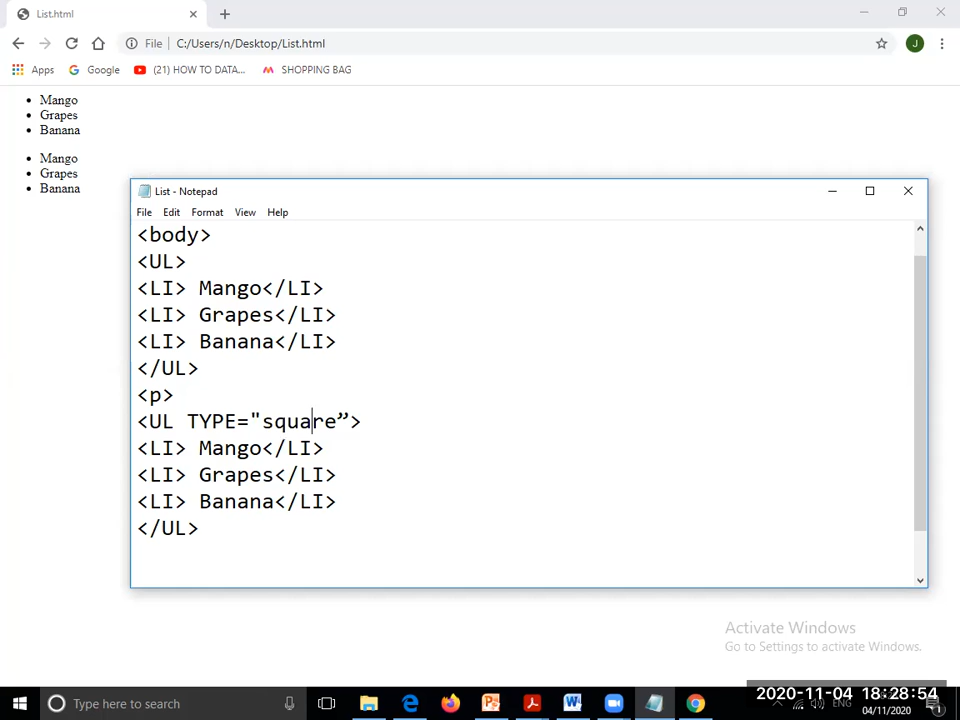 List.html
File C:/Users/n/Desktop/List.html
J
Apps Google (21) HOW TO DATA... SHOPPING BAG
Mango
Grapes
Banana
Mango
Grapes
Banana
List - Notepad
File Edit Format View Help
<body>
<UL>
<LI> Mango</LI>
<LI> Grapes</LI>
<LI> Banana</LI>
</UL>
<p>
<UL TYPE="square”>
<LI> Mango</LI>
<LI> Grapes</LI>
<LI> Banana</LI>
</UL>
Activate Windows
Go to Settings to activate Windows.
Type here to search
2020-11-04 18:28:54
ENG
04/11/2020